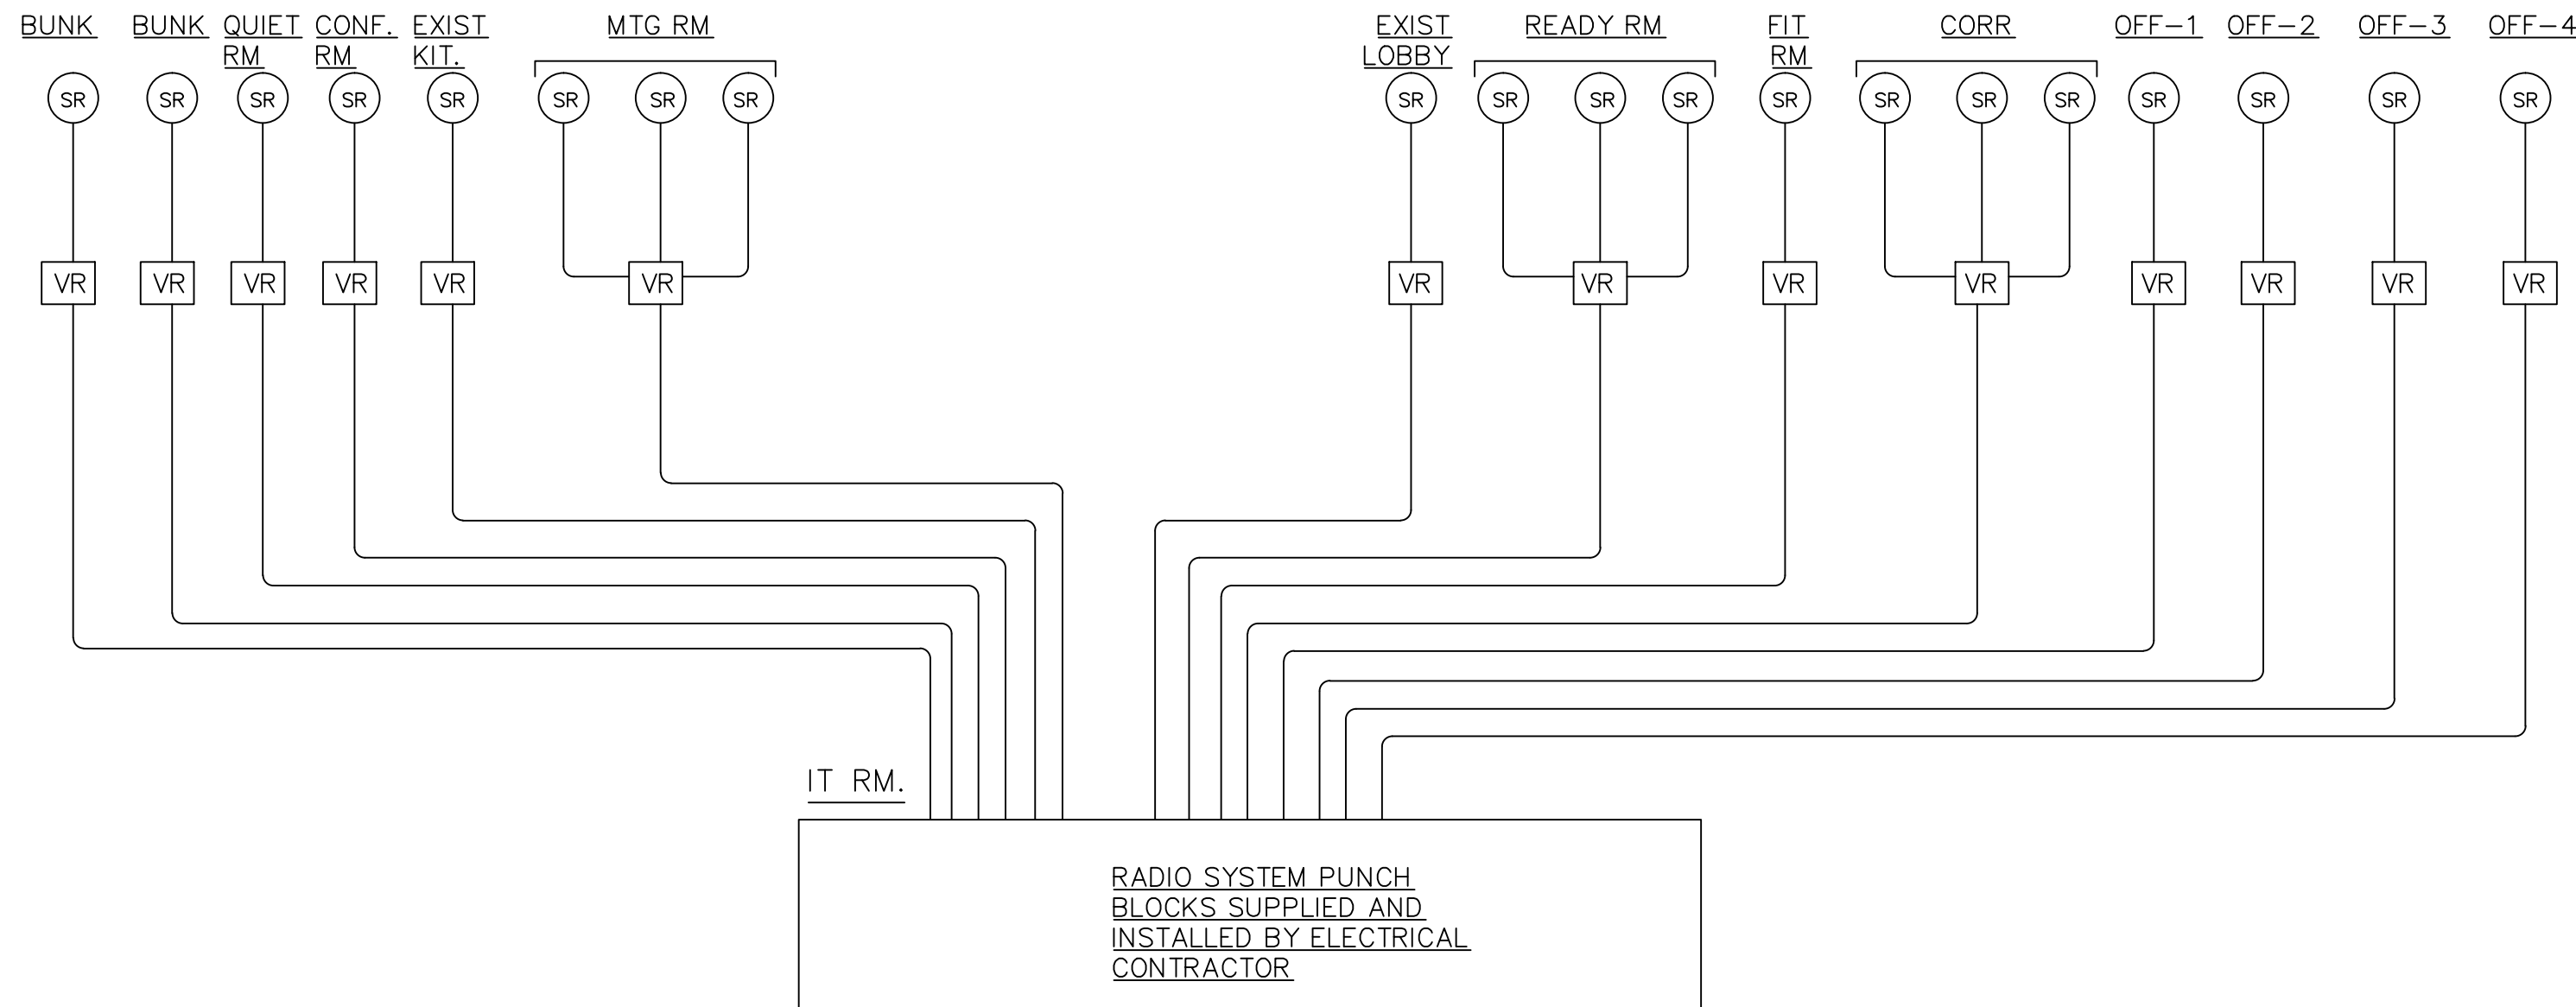 BUNK BUNK QUIET CONF. EXIST MTG RM EXIST READY RM FIT CORR OFF-1 OFF-2 OFF-3 OFF-4
RM RM KIT. LOBBY RM
SR SR SR SR SR SR SR SR SR SR SR SR SR SR SR SR SR SR SR SR
VR VR VR VR VR VR VR VR VR VR VR VR VR VR
IT RM.
RADIO SYSTEM PUNCH
BLOCKS SUPPLIED AND
INSTALLED BY ELECTRICAL
CONTRACTOR